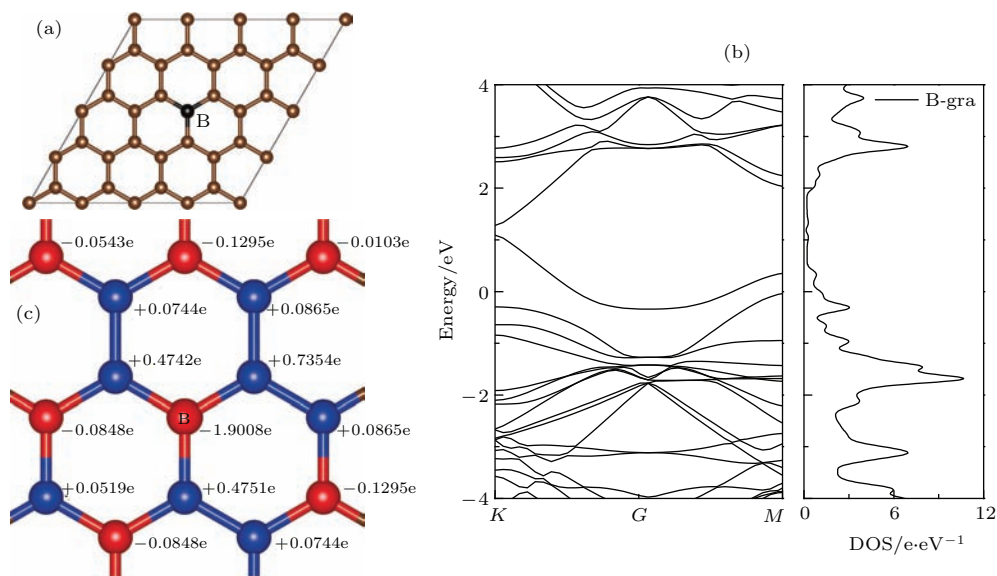 (a)
B
(c)
−0.0543e
−0.1295e
−0.0103e
+0.0744e
+0.0865e
+0.4742e
+0.7354e
B
−0.0848e
−1.9008e
+0.0865e
+0.0519e
+0.4751e
−0.1295e
−0.0848e
+0.0744e
(b)
Energy/eV
4
2
0
−2
−4
K
G
M
B-gra
0
3
6
9
12
DOS/e·eV⁻¹